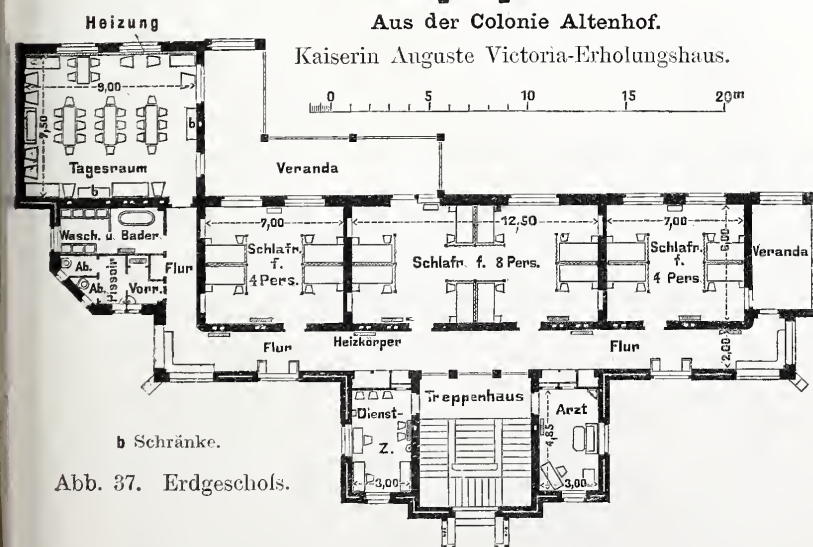 Aus der Colonie Altenhof.
Kaiserin Auguste Victoria-Erholungshaus.
0 5 10 15 20m
Heizung
9,00
7,50
b
Tagesraum
b
Veranda
Wasch. u. Bäder
Ab.
Ab.
Pissoir
Vorr.
Flur
7,00
Schlafr.
f.
4 Pers.
12,50
Schlafr. f. 8 Pers.
7,00
6,00
Schlafr.
f.
4 Pers.
Veranda
Flur
Heizkörper
Flur
2,00
Dienst-
Z.
3,00
Treppenhaus
Arzt
4,85
3,00
b Schränke.
Abb. 37. Erdgeschoſs.